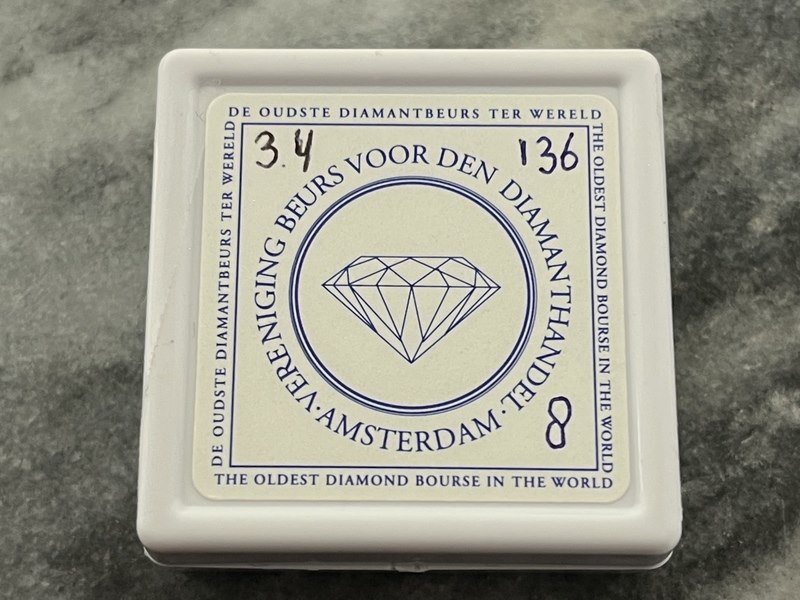 DE OUDSTE DIAMANTBEURS TER WERELD
DE OUDSTE DIAMANTBEURS TER WERELD
THE OLDEST DIAMOND BOURSE IN THE WORLD
3.4
136
VERENIGING BEURS VOOR DEN DIAMANTHANDEL
·AMSTERDAM·
8
THE OLDEST DIAMOND BOURSE IN THE WORLD